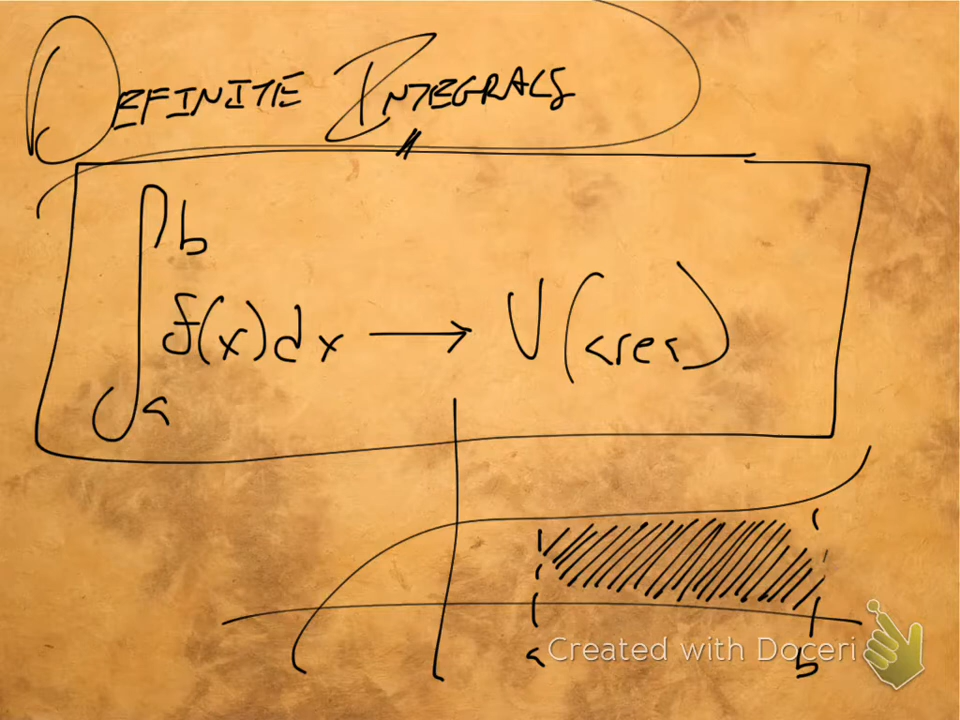 DEFINITE INTEGRALS
∫ₐᵇ f(x)dx → U(area)
a b
Created with Doceri